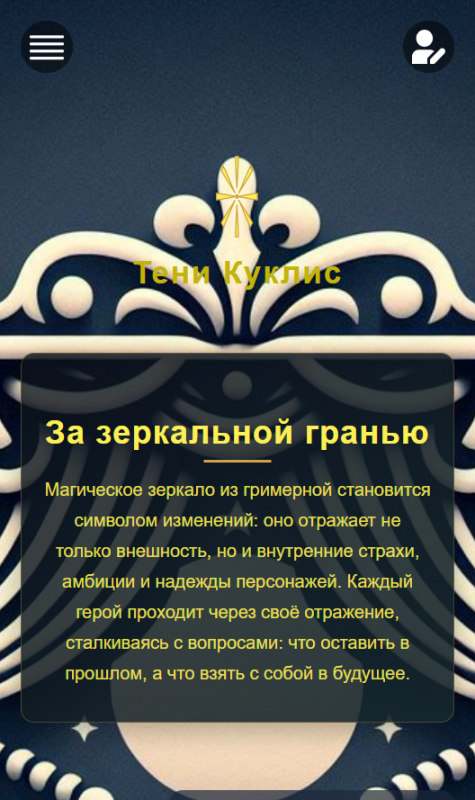 Тени Куклис
За зеркальной гранью
Магическое зеркало из гримерной становится
символом изменений: оно отражает не
только внешность, но и внутренние страхи,
амбиции и надежды персонажей. Каждый
герой проходит через своё отражение,
сталкиваясь с вопросами: что оставить в
прошлом, а что взять с собой в будущее.